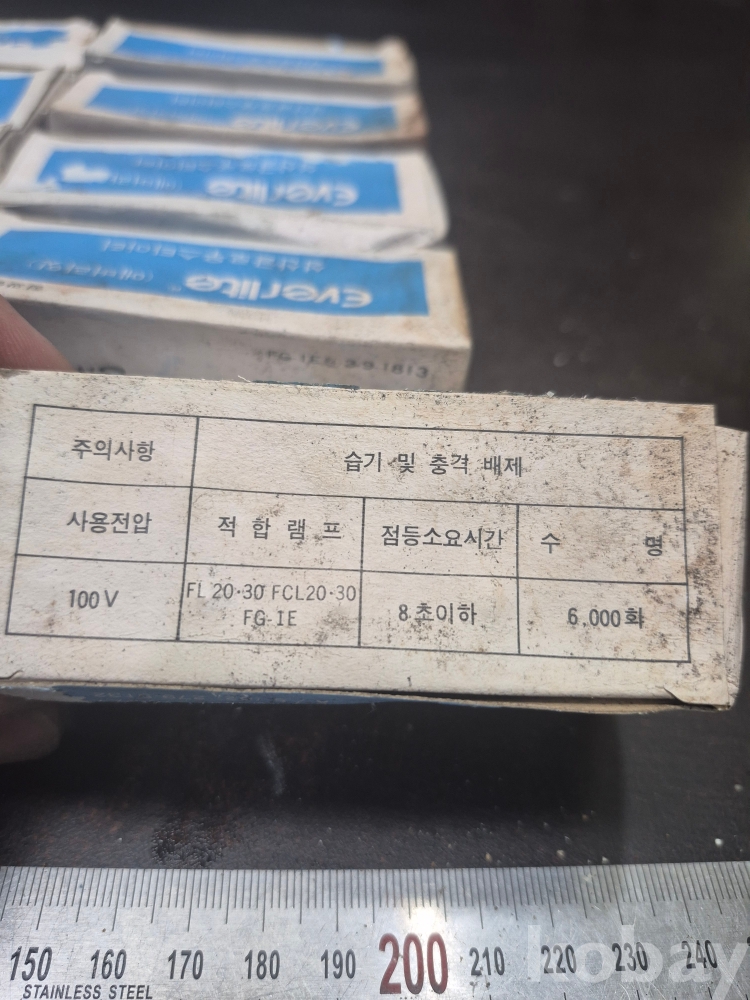 Everlite
Everlite
Everlite
주의사항 습기 및 충격 배제
사용전압 적합램프 점등소요시간 수 명
100V FL 20·30 FCL20·30 8초이하 6,000회
FG-IE
150 160 170 180 190 200 210 220 230 240
STAINLESS STEEL
kobay